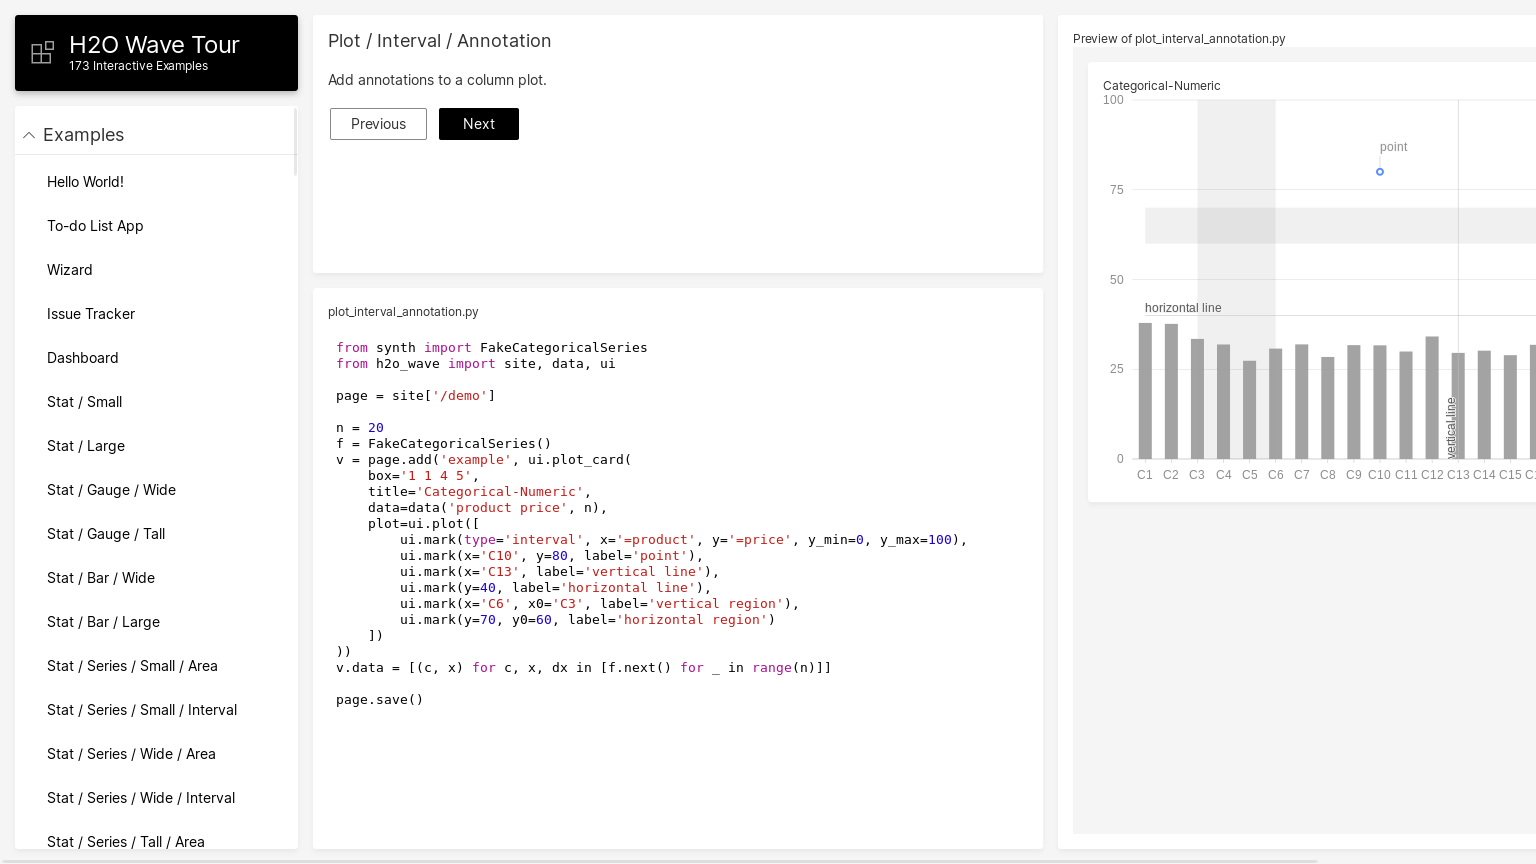 H2O Wave Tour
173 Interactive Examples
Examples
Hello World!
To-do List App
Wizard
Issue Tracker
Dashboard
Stat / Small
Stat / Large
Stat / Gauge / Wide
Stat / Gauge / Tall
Stat / Bar / Wide
Stat / Bar / Large
Stat / Series / Small / Area
Stat / Series / Small / Interval
Stat / Series / Wide / Area
Stat / Series / Wide / Interval
Stat / Series / Tall / Area
Plot / Interval / Annotation
Add annotations to a column plot.
Previous
Next
plot_interval_annotation.py
from synth import FakeCategoricalSeries
from h2o_wave import site, data, ui
page = site['/demo']
n = 20
f = FakeCategoricalSeries()
v = page.add('example', ui.plot_card(
    box='1 1 4 5',
    title='Categorical-Numeric',
    data=data('product price', n),
    plot=ui.plot([
        ui.mark(type='interval', x='=product', y='=price', y_min=0, y_max=100),
        ui.mark(x='C10', y=80, label='point'),
        ui.mark(x='C13', label='vertical line'),
        ui.mark(y=40, label='horizontal line'),
        ui.mark(x='C6', x0='C3', label='vertical region'),
        ui.mark(y=70, y0=60, label='horizontal region')
    ])
))
v.data = [(c, x) for c, x, dx in [f.next() for _ in range(n)]]
page.save()
Preview of plot_interval_annotation.py
Categorical-Numeric
100
point
75
50
horizontal line
25
vertical line
0
C1 C2 C3 C4 C5 C6 C7 C8 C9 C10 C11 C12 C13 C14 C15